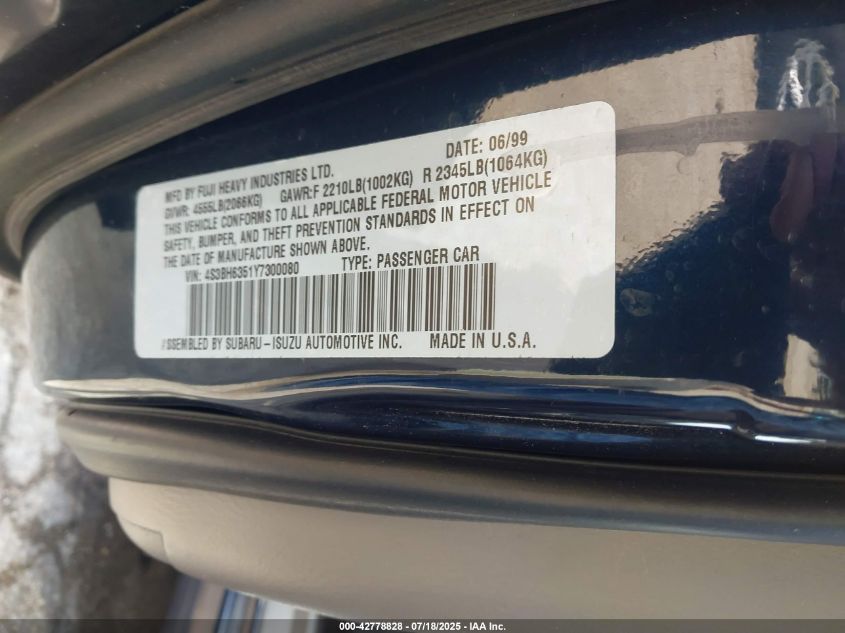 MFD BY FUJI HEAVY INDUSTRIES LTD. DATE: 06/99
GVWR: 4555LB(2066KG) GAWR:F 2210LB(1002KG) R 2345LB(1064KG)
THIS VEHICLE CONFORMS TO ALL APPLICABLE FEDERAL MOTOR VEHICLE
SAFETY, BUMPER, AND THEFT PREVENTION STANDARDS IN EFFECT ON
THE DATE OF MANUFACTURE SHOWN ABOVE.
VIN: 4S3BH6351Y7300080 TYPE: PASSENGER CAR
ASSEMBLED BY SUBARU-ISUZU AUTOMOTIVE INC. MADE IN U.S.A.
000-42778828 - 07/18/2025 - IAA Inc.